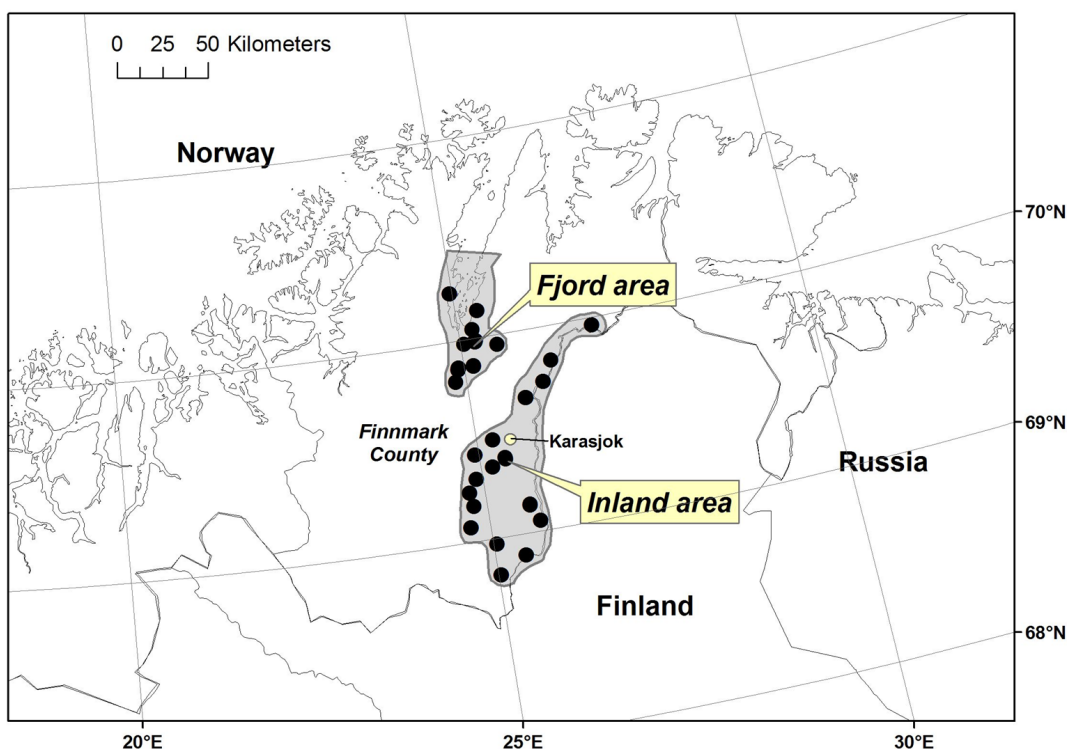 0 25 50 Kilometers
Norway
70°N
Fjord area
Finnmark
County
Karasjok
69°N
Russia
Inland area
Finland
68°N
20°E 25°E 30°E